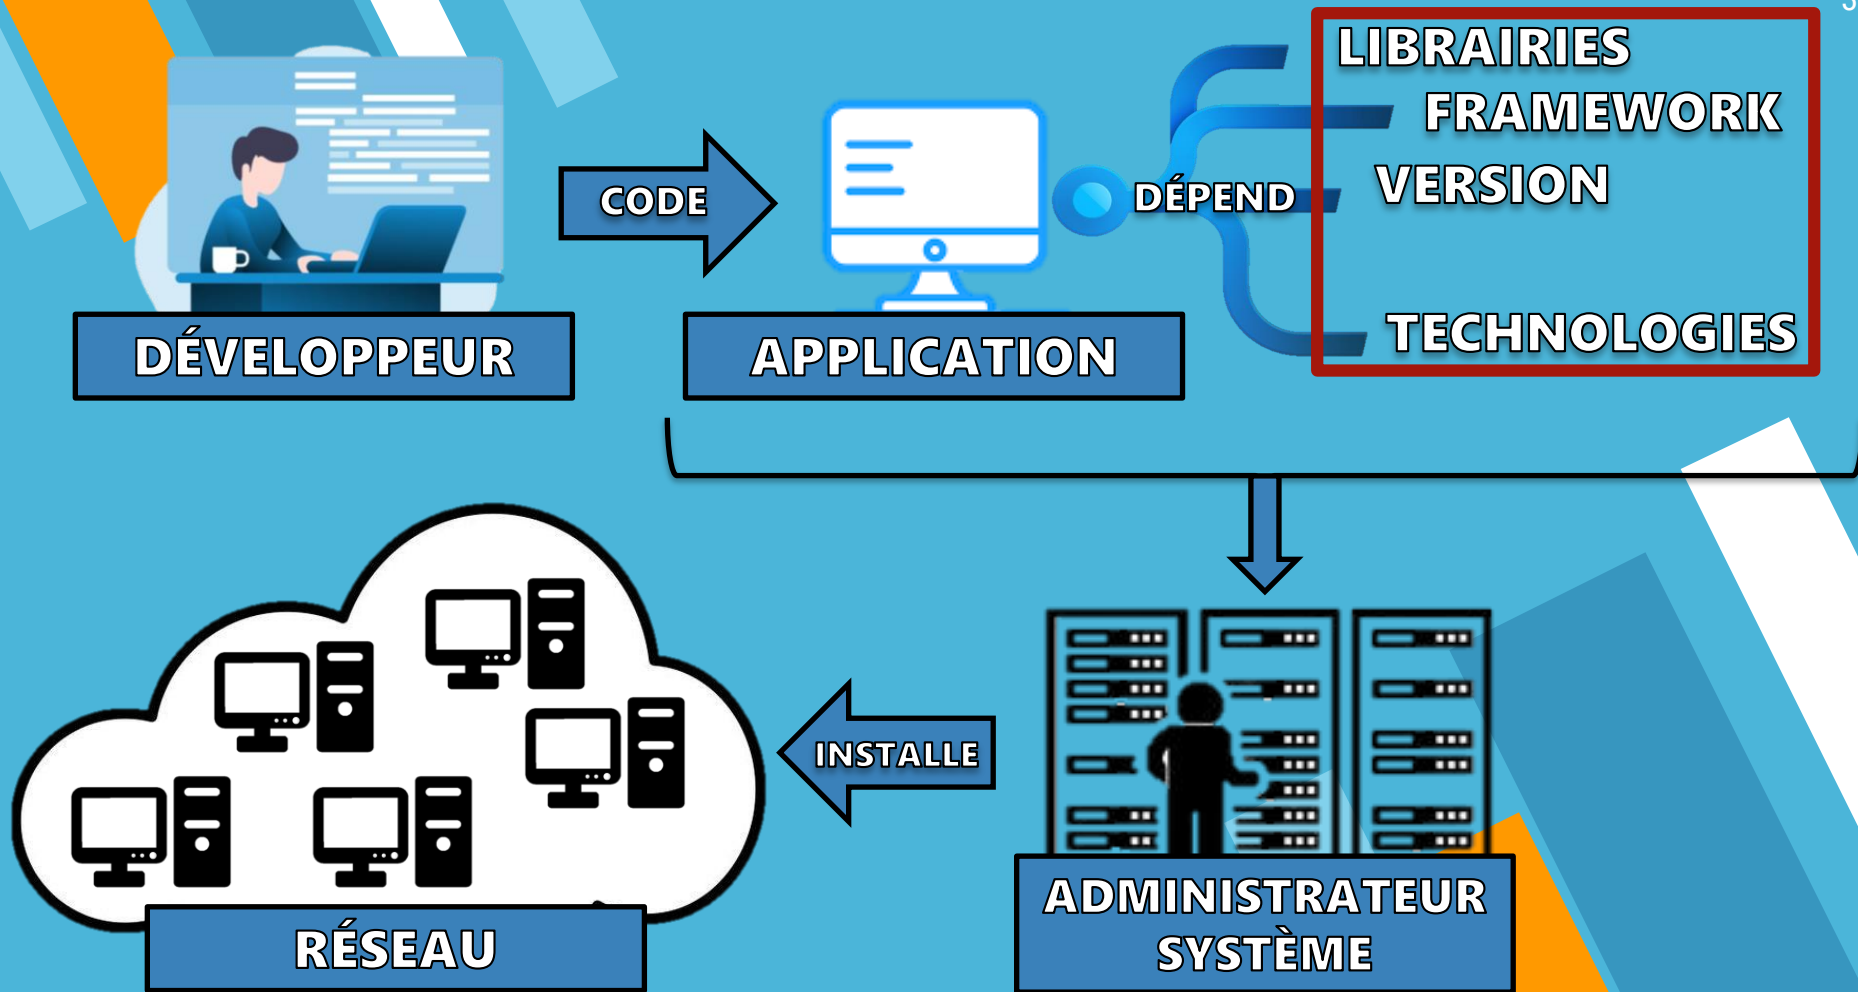 LIBRAIRIES
FRAMEWORK
VERSION
TECHNOLOGIES
CODE
DÉPEND
DÉVELOPPEUR
APPLICATION
INSTALLE
RÉSEAU
ADMINISTRATEUR
SYSTÈME